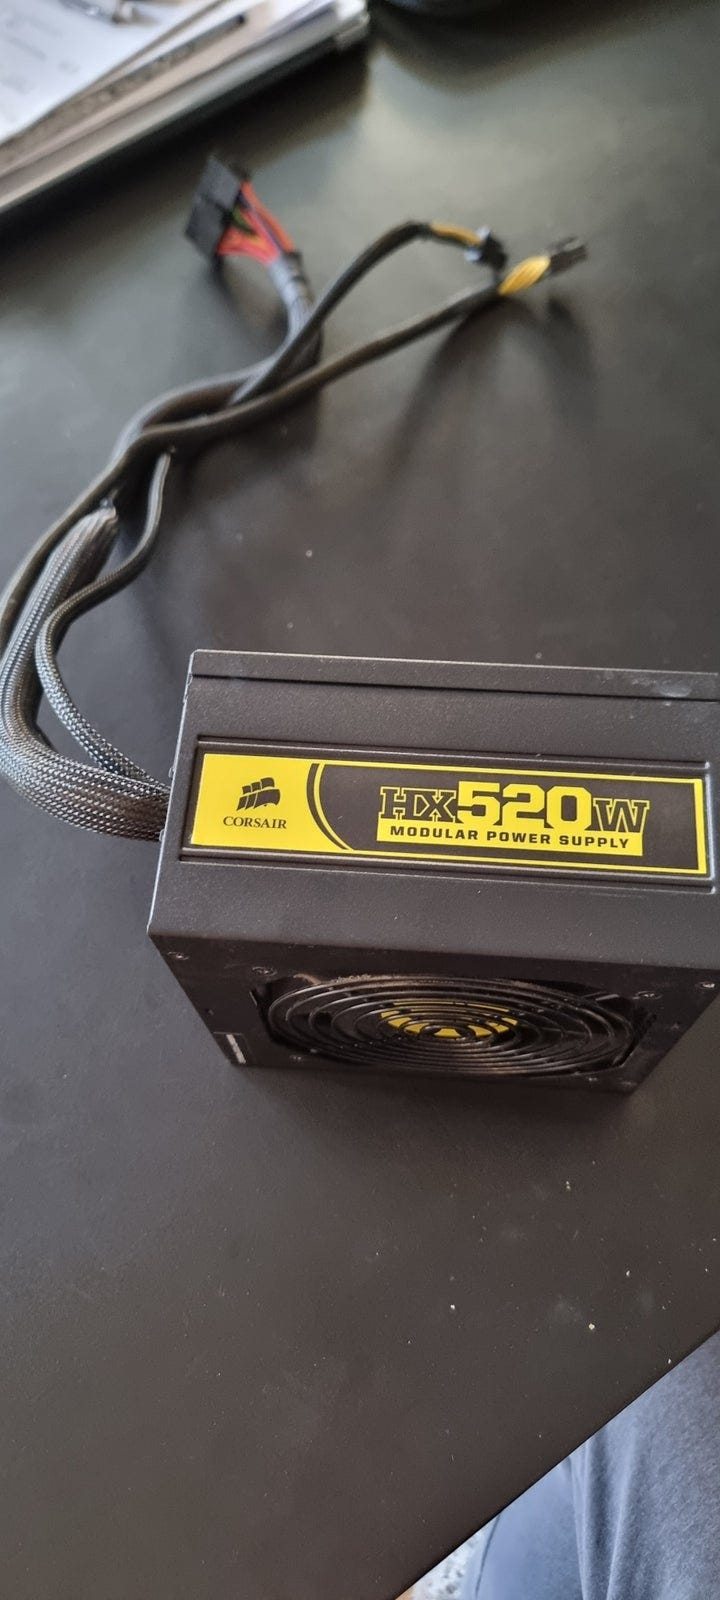 CORSAIR
HX520W
MODULAR POWER SUPPLY